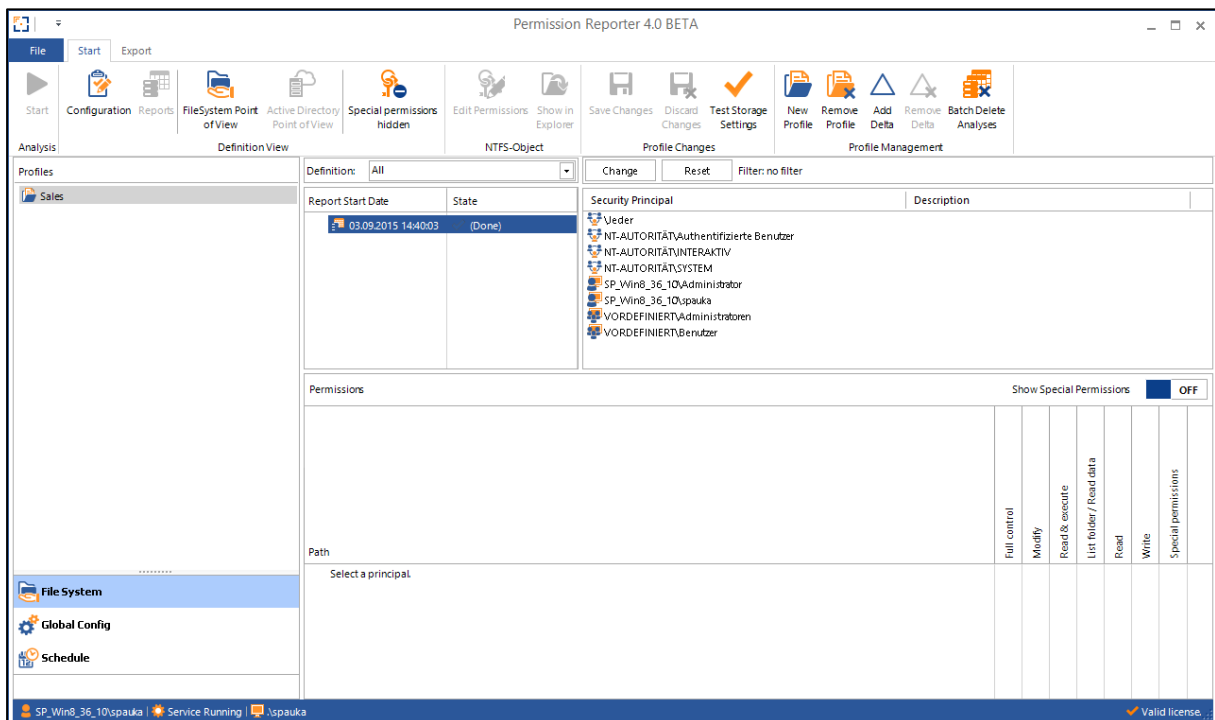 Permission Reporter 4.0 BETA
File Start Export
Start Configuration Reports FileSystem Point of View Active Directory Point of View Special permissions hidden Edit Permissions Show in Explorer Save Changes Discard Changes Test Storage Settings New Profile Remove Profile Add Delta Remove Delta Batch Delete Analyses
Analysis Definition View NTFS-Object Profile Changes Profile Management
Profiles
Sales
Definition: All
Change Reset Filter: no filter
Report Start Date State
03.09.2015 14:40:03 (Done)
Security Principal Description
\Jeder
NT-AUTORITÄT\Authentifizierte Benutzer
NT-AUTORITÄT\INTERAKTIV
NT-AUTORITÄT\SYSTEM
SP_Win8_36_10\Administrator
SP_Win8_36_10\spauka
VORDEFINIERT\Administratoren
VORDEFINIERT\Benutzer
Permissions Show Special Permissions OFF
Path Full control Modify Read & execute List folder / Read data Read Write Special permissions
Select a principal.
File System
Global Config
Schedule
SP_Win8_36_10\spauka Service Running .\spauka Valid license.